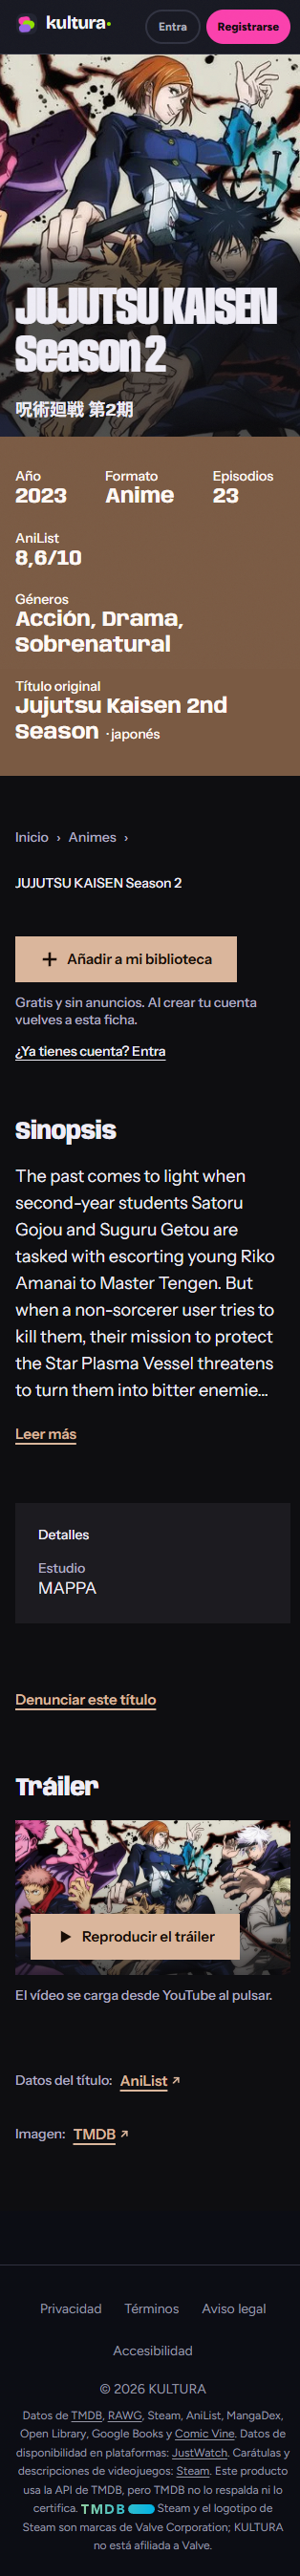 kultura
Entra
Registrarse
JUJUTSU KAISEN
Season 2
呪術廻戦 第2期
Año
Formato
Episodios
2023
Anime
23
AniList
8,6/10
Géneros
Acción, Drama,
Sobrenatural
Título original
Jujutsu Kaisen 2nd
Season · japonés
Inicio › Animes ›
JUJUTSU KAISEN Season 2
+ Añadir a mi biblioteca
Gratis y sin anuncios. Al crear tu cuenta
vuelves a esta ficha.
¿Ya tienes cuenta? Entra
Sinopsis
The past comes to light when
second-year students Satoru
Gojou and Suguru Getou are
tasked with escorting young Riko
Amanai to Master Tengen. But
when a non-sorcerer user tries to
kill them, their mission to protect
the Star Plasma Vessel threatens
to turn them into bitter enemie...
Leer más
Detalles
Estudio
MAPPA
Denunciar este título
Tráiler
Reproducir el tráiler
El vídeo se carga desde YouTube al pulsar.
Datos del título: AniList ↗
Imagen: TMDB ↗
Privacidad Términos Aviso legal
Accesibilidad
© 2026 KULTURA
Datos de TMDB, RAWG, Steam, AniList, MangaDex,
Open Library, Google Books y Comic Vine. Datos de
disponibilidad en plataformas: JustWatch. Carátulas y
descripciones de videojuegos: Steam. Este producto
usa la API de TMDB, pero TMDB no lo respalda ni lo
certifica. TMDB Steam y el logotipo de
Steam son marcas de Valve Corporation; KULTURA
no está afiliada a Valve.